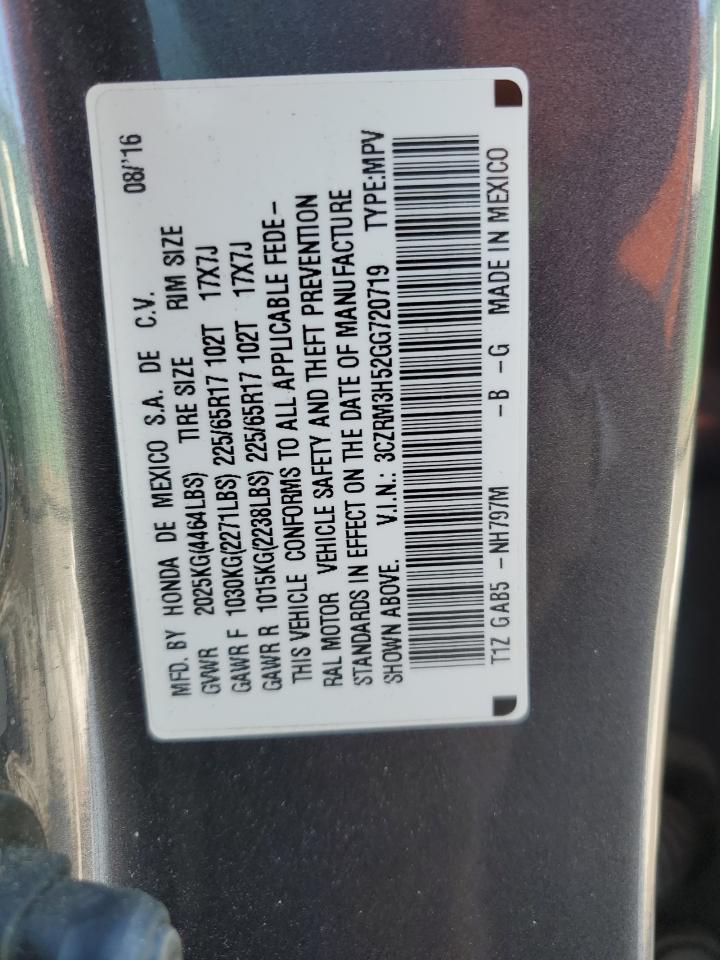 MFD. BY HONDA DE MEXICO S.A. DE C.V. 08/'16
GVWR 2025KG(4464LBS) TIRE SIZE RIM SIZE
GAWR F 1030KG(2271LBS) 225/65R17 102T 17X7J
GAWR R 1015KG(2238LBS) 225/65R17 102T 17X7J
THIS VEHICLE CONFORMS TO ALL APPLICABLE FEDE-
RAL MOTOR VEHICLE SAFETY AND THEFT PREVENTION
STANDARDS IN EFFECT ON THE DATE OF MANUFACTURE
SHOWN ABOVE. V.I.N.: 3CZRM3H52GG720719 TYPE:MPV
T1Z GAB5 -NH797M -B -G MADE IN MEXICO